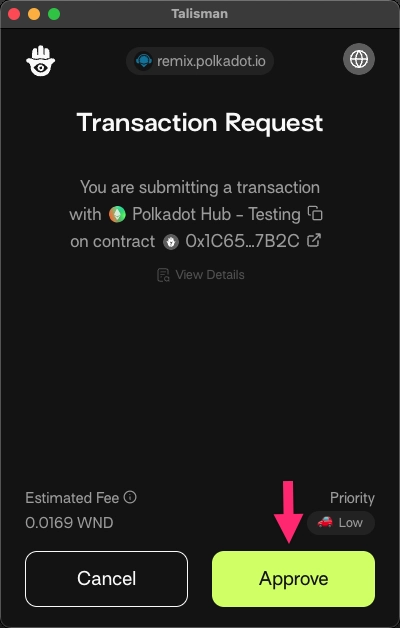 Talisman
remix.polkadot.io
Transaction Request
You are submitting a transaction
with Polkadot Hub - Testing
on contract 0x1C65...7B2C
View Details
Estimated Fee
Priority
0.0169 WND
Low
Cancel
Approve